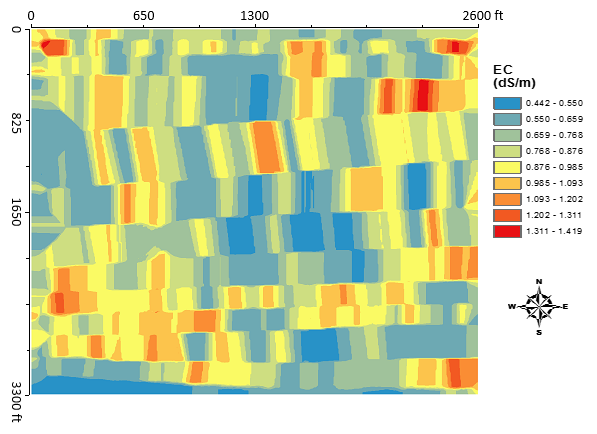 0 650 1300 2600 ft
0
825
1650
3300 ft
EC
(dS/m)
0.442 - 0.550
0.550 - 0.659
0.659 - 0.768
0.768 - 0.876
0.876 - 0.985
0.985 - 1.093
1.093 - 1.202
1.202 - 1.311
1.311 - 1.419
N
W E
S